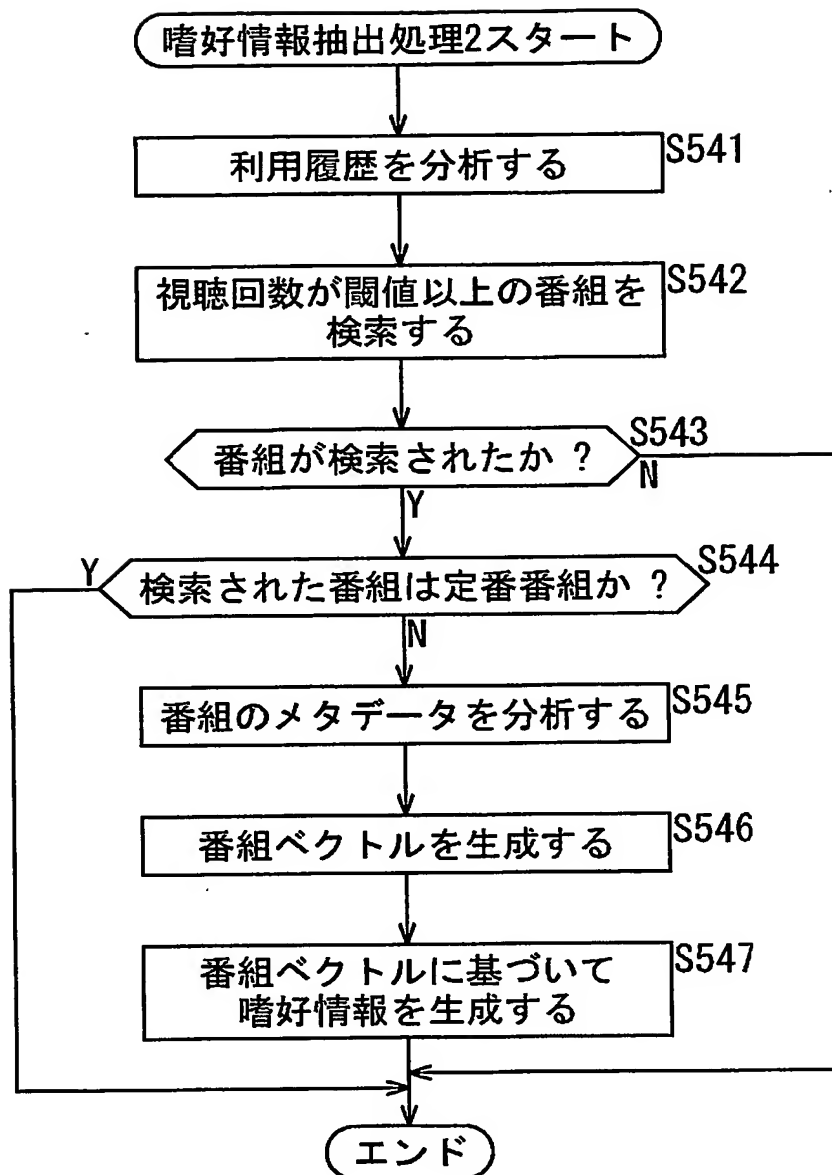 嗜好情報抽出処理2スタート
利用履歴を分析する
S541
視聴回数が閾値以上の番組を
検索する
S542
番組が検索されたか ?
S543
N
Y
検索された番組は定番番組か ?
S544
Y
N
番組のメタデータを分析する
S545
番組ベクトルを生成する
S546
番組ベクトルに基づいて
嗜好情報を生成する
S547
エンド